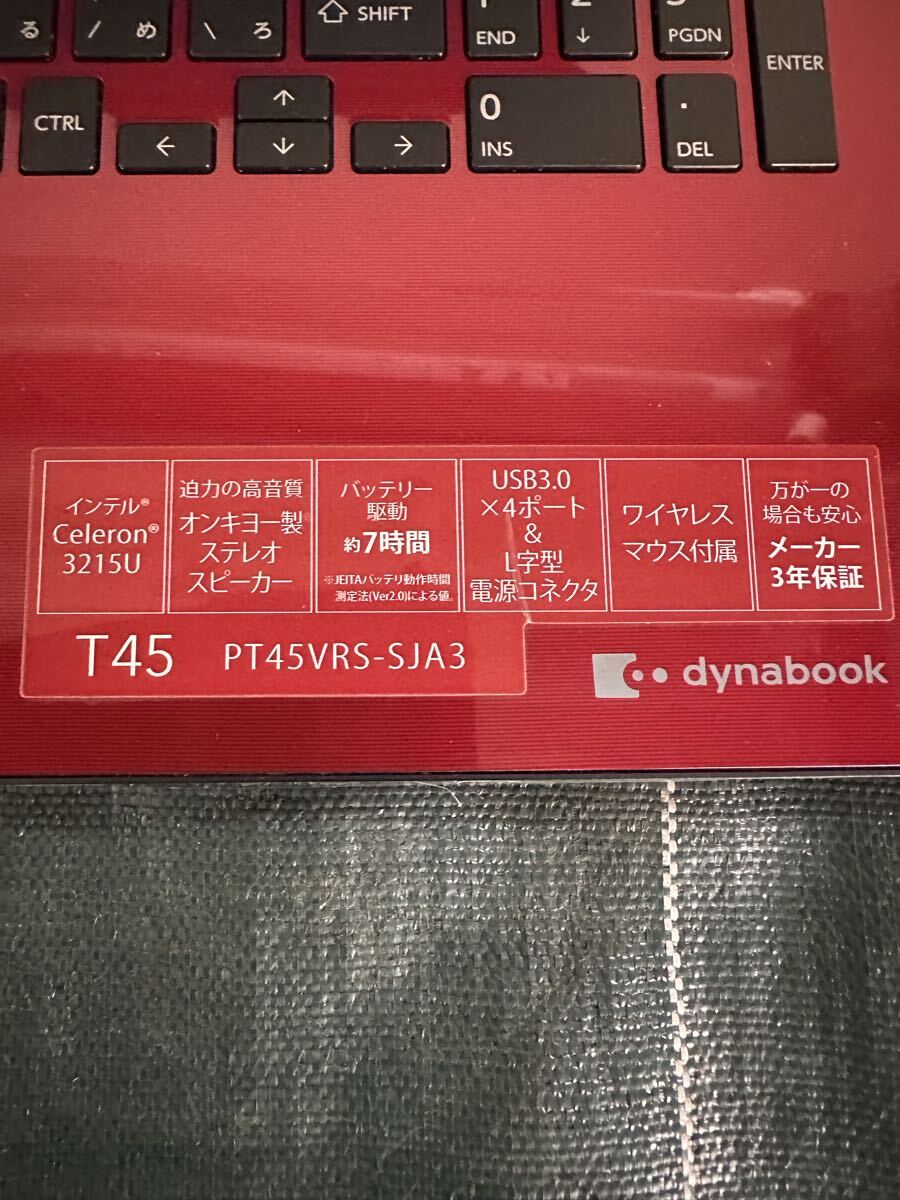 る
/ め
\ ろ
SHIFT
END
↓
PGDN
ENTER
CTRL
↑
←
↓
→
0
INS
.
DEL
インテル®
Celeron®
3215U
迫力の高音質
オンキヨー製
ステレオ
スピーカー
バッテリー
駆動
約7時間
※JEITAバッテリ動作時間
測定法(Ver2.0)による値。
USB3.0
×4ポート
&
L字型
電源コネクタ
ワイヤレス
マウス付属
万が一の
場合も安心
メーカー
3年保証
T45 PT45VRS-SJA3
dynabook